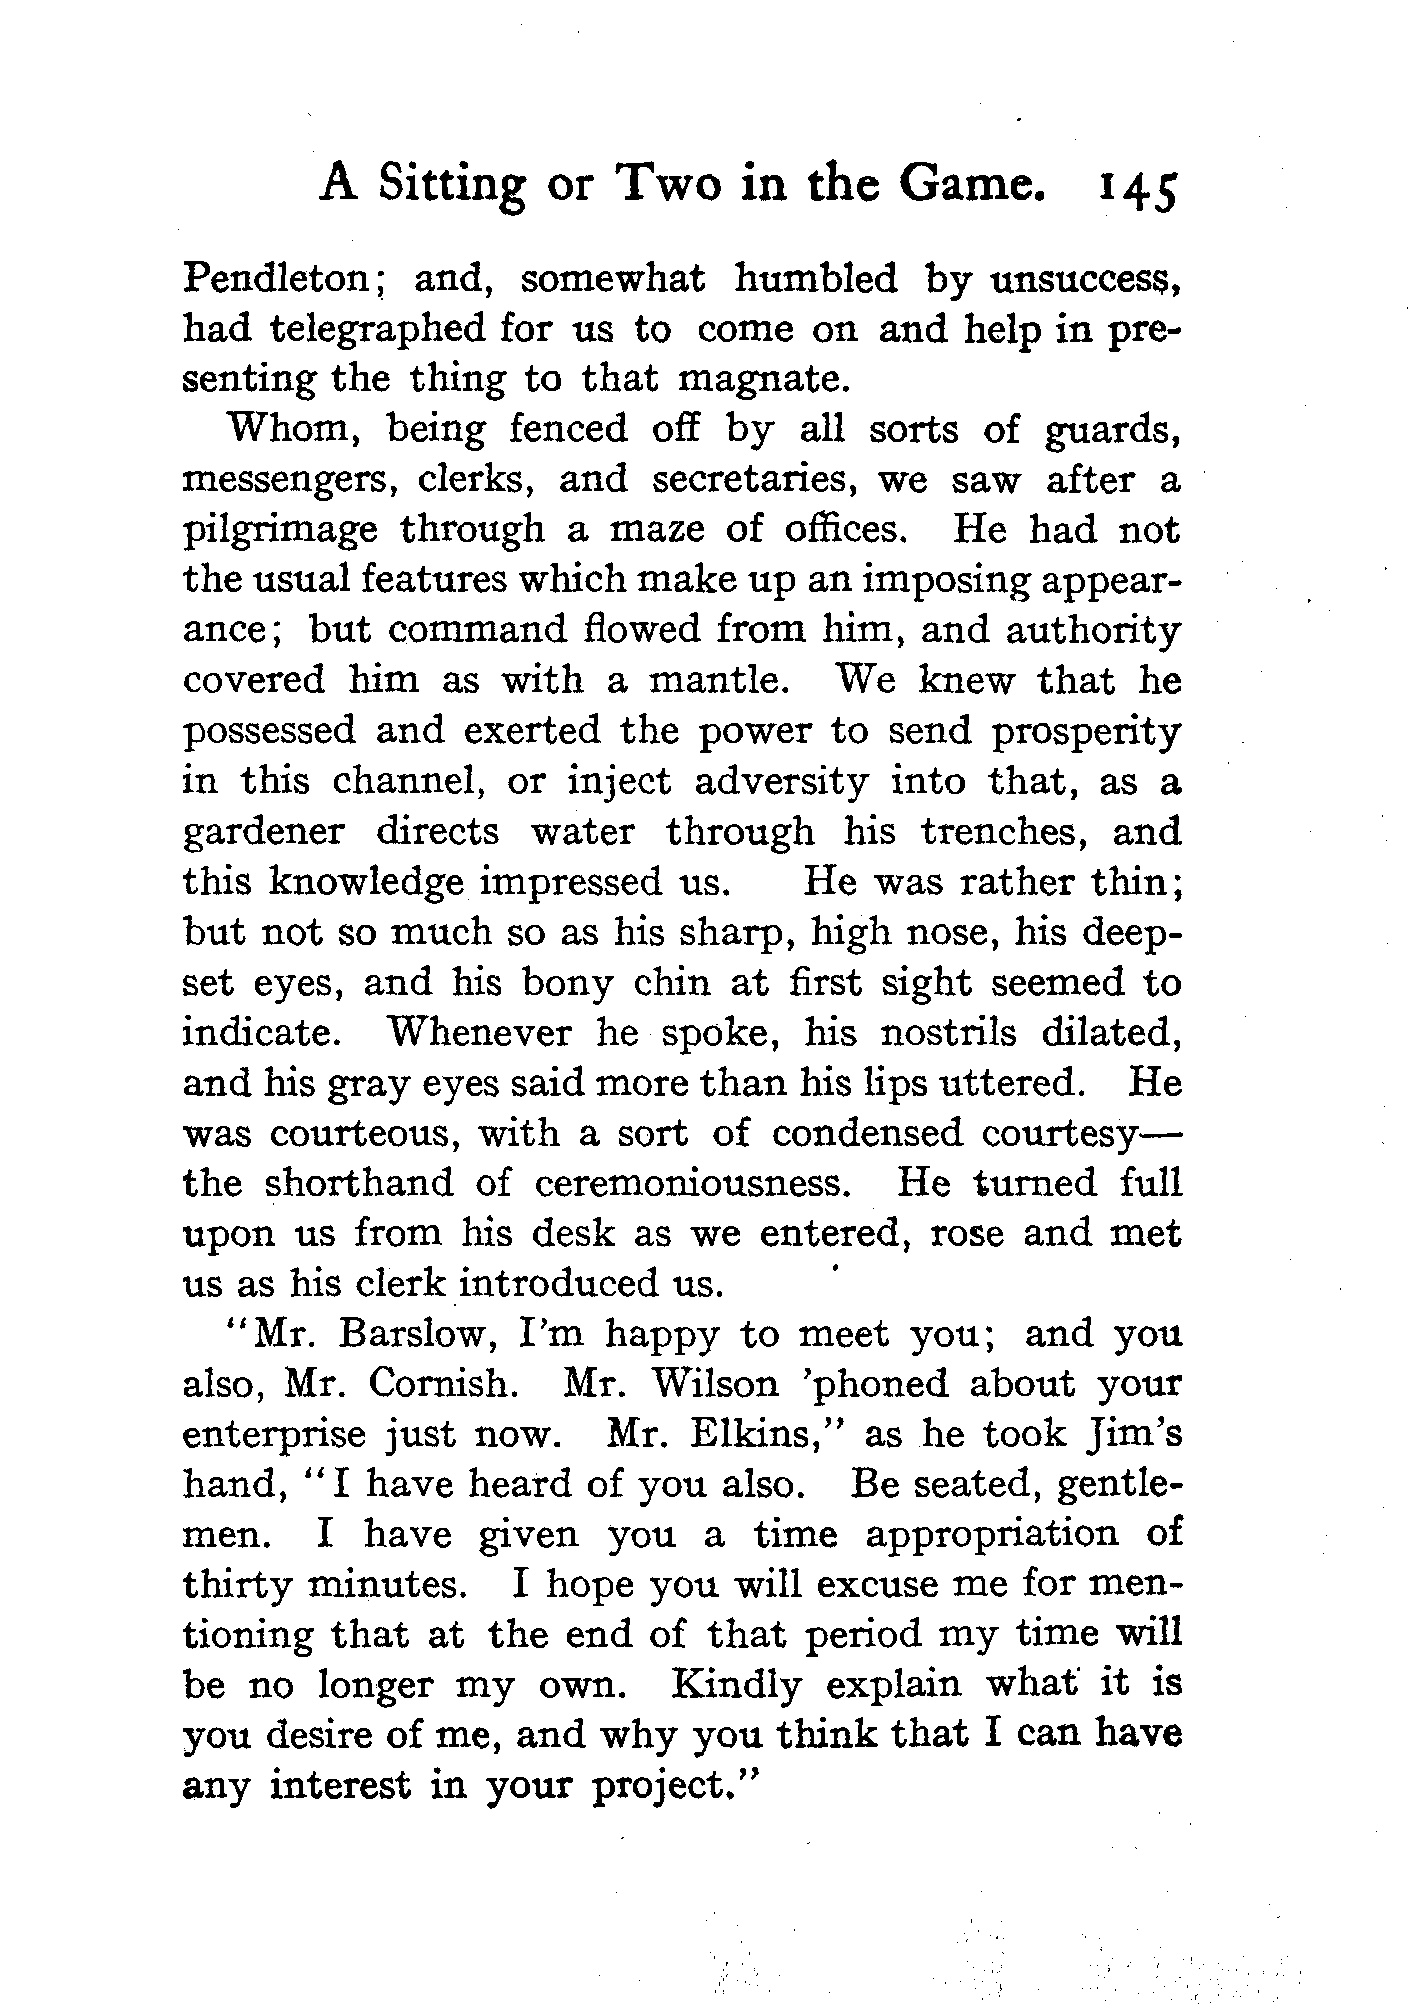 A Sitting or Two in the Game. 145
Pendleton; and, somewhat humbled by unsuccess,
had telegraphed for us to come on and help in pre-
senting the thing to that magnate.
Whom, being fenced off by all sorts of guards,
messengers, clerks, and secretaries, we saw after a
pilgrimage through a maze of offices. He had not
the usual features which make up an imposing appear-
ance; but command flowed from him, and authority
covered him as with a mantle. We knew that he
possessed and exerted the power to send prosperity
in this channel, or inject adversity into that, as a
gardener directs water through his trenches, and
this knowledge impressed us. He was rather thin;
but not so much so as his sharp, high nose, his deep-
set eyes, and his bony chin at first sight seemed to
indicate. Whenever he spoke, his nostrils dilated,
and his gray eyes said more than his lips uttered. He
was courteous, with a sort of condensed courtesy—
the shorthand of ceremoniousness. He turned full
upon us from his desk as we entered, rose and met
us as his clerk introduced us.
"Mr. Barslow, I'm happy to meet you; and you
also, Mr. Cornish. Mr. Wilson 'phoned about your
enterprise just now. Mr. Elkins," as he took Jim's
hand, "I have heard of you also. Be seated, gentle-
men. I have given you a time appropriation of
thirty minutes. I hope you will excuse me for men-
tioning that at the end of that period my time will
be no longer my own. Kindly explain what it is
you desire of me, and why you think that I can have
any interest in your project."